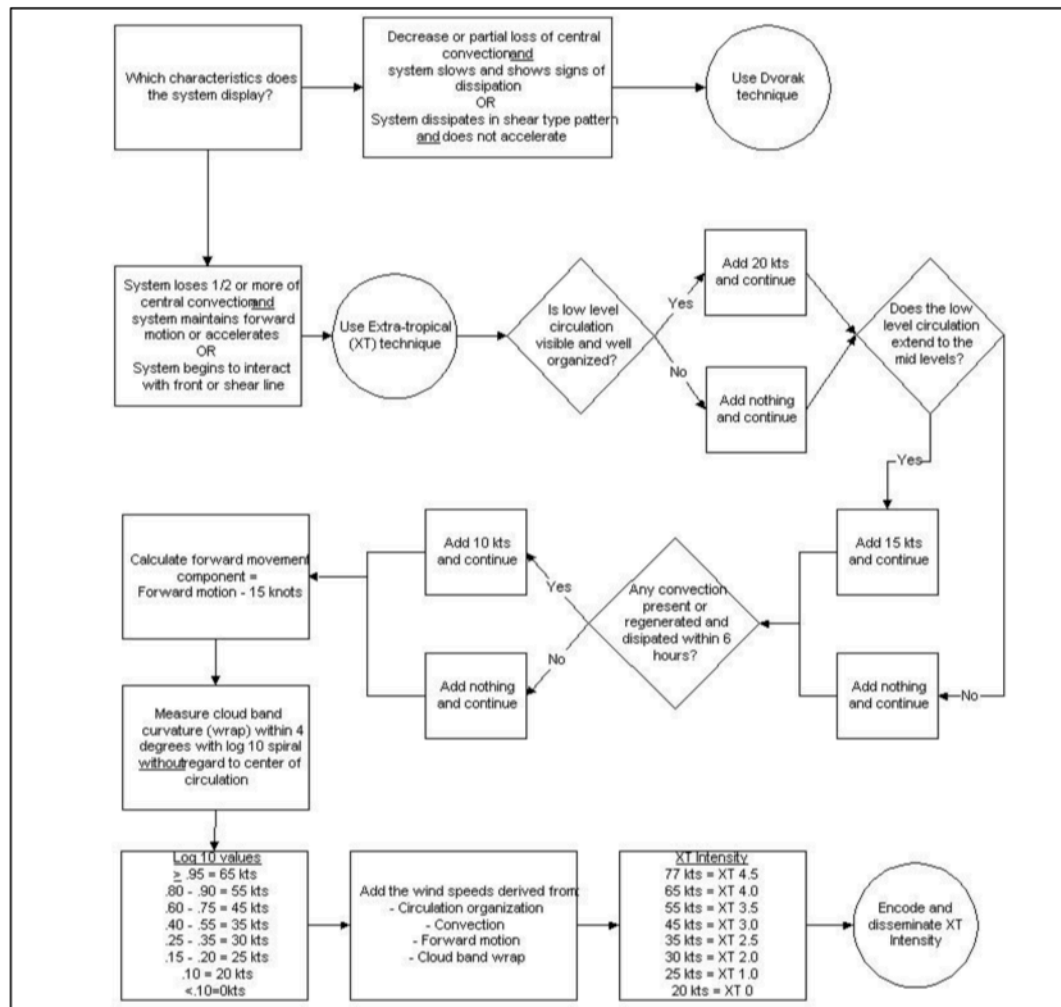 Which characteristics does
the system display?
Decrease or partial loss of central
convectionand
system slows and shows signs of
dissipation
OR
System dissipates in shear type pattern
and does not accelerate
Use Dvorak
technique
System loses 1/2 or more of
central convectionand
system maintains forward
motion or accelerates
OR
System begins to interact
with front or shear line
Use Extra-tropical
(XT) technique
Is low level
circulation
visible and well
organized?
Yes
No
Add 20 kts
and continue
Add nothing
and continue
Does the low
level circulation
extend to the
mid levels?
Yes
No
Add 15 kts
and continue
Add nothing
and continue
Any convection
present or
regenerated and
disipated within 6
hours?
Yes
No
Add 10 kts
and continue
Add nothing
and continue
Calculate forward movement
component =
Forward motion - 15 knots
Measure cloud band
curvature (wrap) within 4
degrees with log 10 spiral
withoutregard to center of
circulation
Log 10 values
≥ .95 = 65 kts
.80 - .90 = 55 kts
.60 - .75 = 45 kts
.40 - .55 = 35 kts
.25 - .35 = 30 kts
.15 - .20 = 25 kts
.10 = 20 kts
<.10=0kts
Add the wind speeds derived from:
- Circulation organization
- Convection
- Forward motion
- Cloud band wrap
XT Intensity
77 kts = XT 4.5
65 kts = XT 4.0
55 kts = XT 3.5
45 kts = XT 3.0
35 kts = XT 2.5
30 kts = XT 2.0
25 kts = XT 1.0
20 kts = XT 0
Encode and
disseminate XT
Intensity